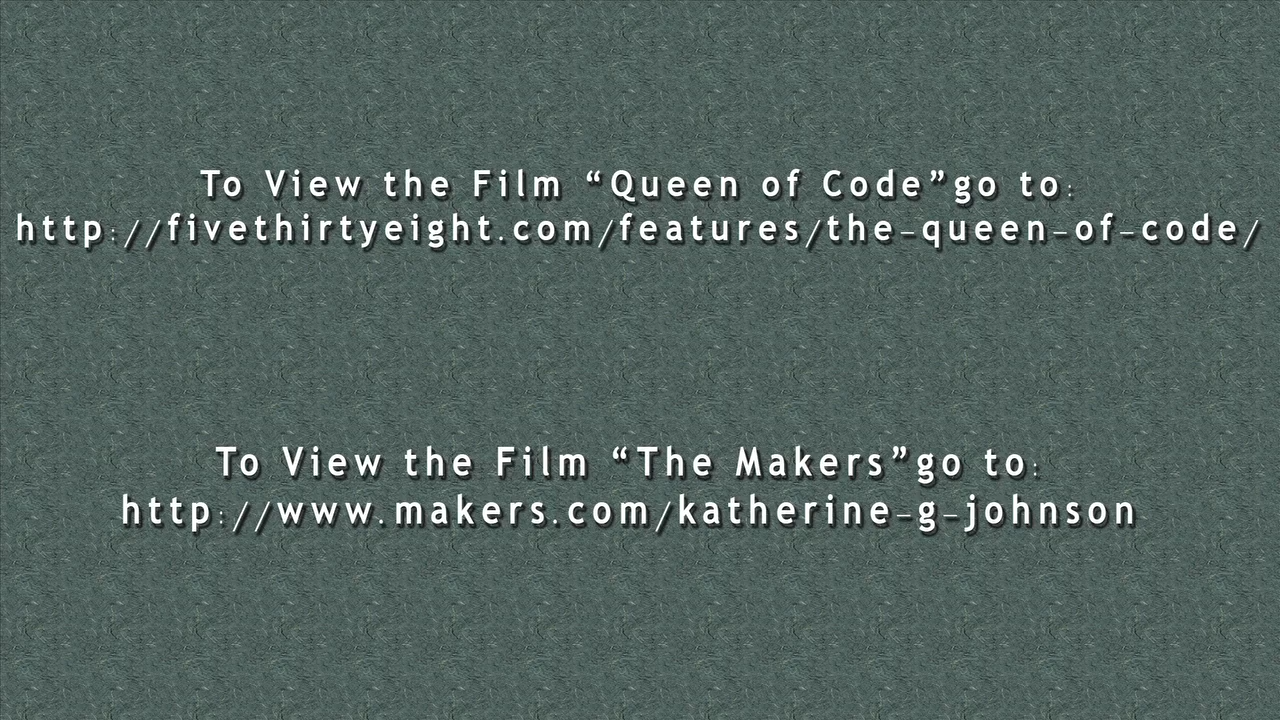 To View the Film “Queen of Code”go to:
http://fivethirtyeight.com/features/the-queen-of-code/
To View the Film “The Makers”go to:
http://www.makers.com/katherine-g-johnson